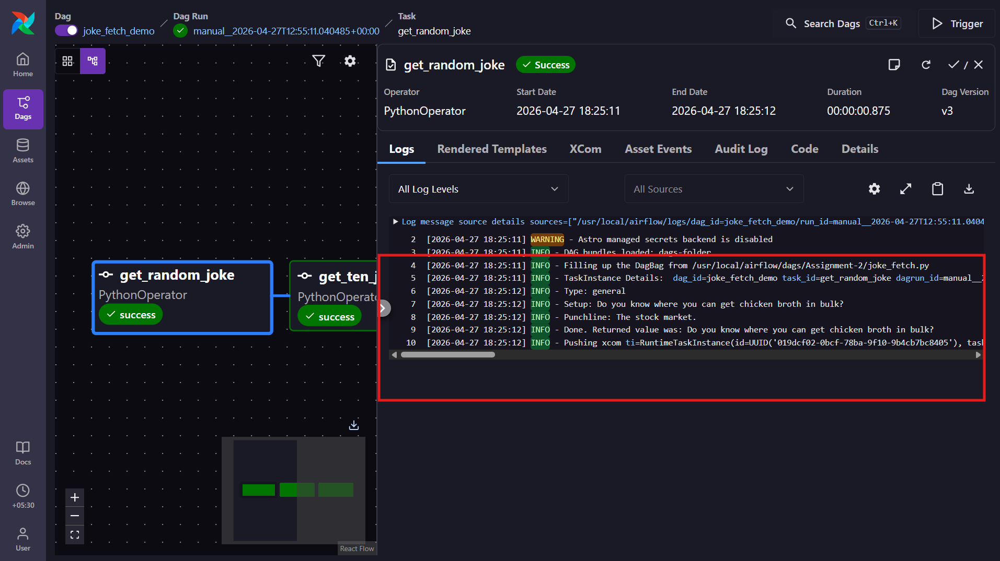 Dag
joke_fetch_demo
Dag Run
manual__2026-04-27T12:55:11.040485+00:00
Task
get_random_joke
Search Dags
Ctrl+K
Trigger
Home
Dags
Assets
Browse
Admin
Docs
+05:30
User
get_random_joke
PythonOperator
success
get_ten_j
PythonOperato
success
React Flow
get_random_joke
Success
Operator
PythonOperator
Start Date
2026-04-27 18:25:11
End Date
2026-04-27 18:25:12
Duration
00:00:00.875
Dag Version
v3
Logs Rendered Templates XCom Asset Events Audit Log Code Details
All Log Levels
All Sources
Log message source details sources=["/usr/local/airflow/logs/dag_id=joke_fetch_demo/run_id=manual__2026-04-27T12:55:11.0404
2 [2026-04-27 18:25:11] WARNING - Astro managed secrets backend is disabled
3 [2026-04-27 18:25:11] INFO - DAG bundles loaded: dags-folder
4 [2026-04-27 18:25:11] INFO - Filling up the DagBag from /usr/local/airflow/dags/Assignment-2/joke_fetch.py
5 [2026-04-27 18:25:11] INFO - TaskInstance Details: dag_id=joke_fetch_demo task_id=get_random_joke dagrun_id=manual__2
6 [2026-04-27 18:25:12] INFO - Type: general
7 [2026-04-27 18:25:12] INFO - Setup: Do you know where you can get chicken broth in bulk?
8 [2026-04-27 18:25:12] INFO - Punchline: The stock market.
9 [2026-04-27 18:25:12] INFO - Done. Returned value was: Do you know where you can get chicken broth in bulk?
10 [2026-04-27 18:25:12] INFO - Pushing xcom ti=RuntimeTaskInstance(id=UUID('019dcf02-0bcf-78ba-9f10-9b4cb7bc8405'), task